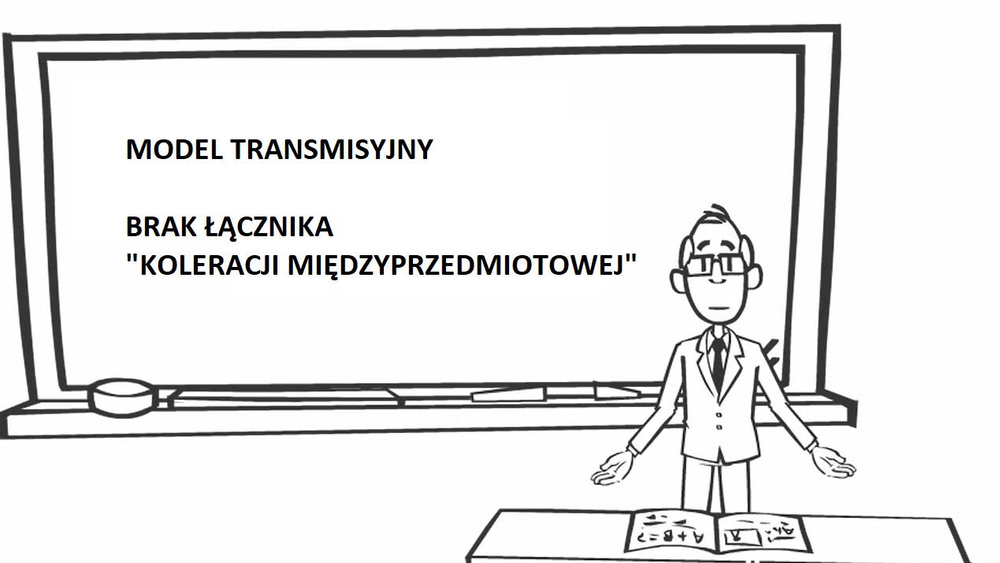 MODEL TRANSMISYJNY
BRAK ŁĄCZNIKA
"KOLERACJI MIĘDZYPRZEDMIOTOWEJ"
A+B=?